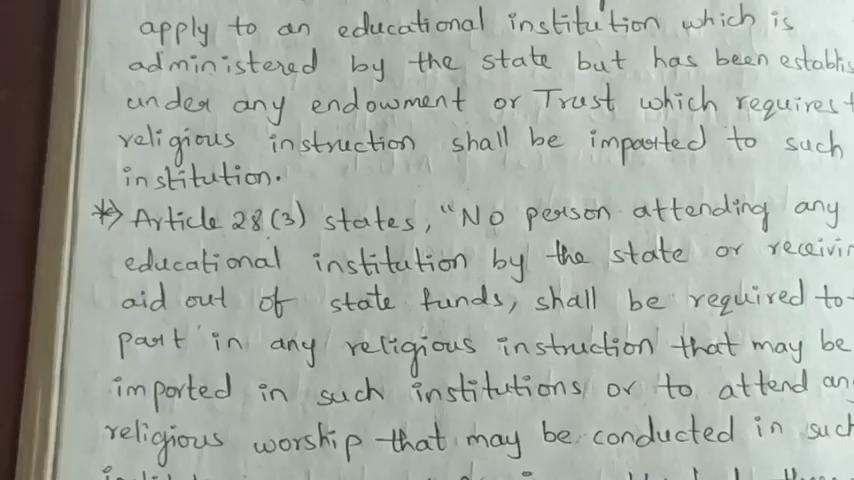 apply to an educational institution which is
administered by the state but has been establis
under any endowment or Trust which requires t
religious instruction shall be imparted to such
institution.
*> Article 28(3) states, "No person attending any
educational institution by the state or receivin
aid out of state funds, shall be required to
part in any religious instruction that may be
imported in such institutions or to attend an
religious worship that may be conducted in such